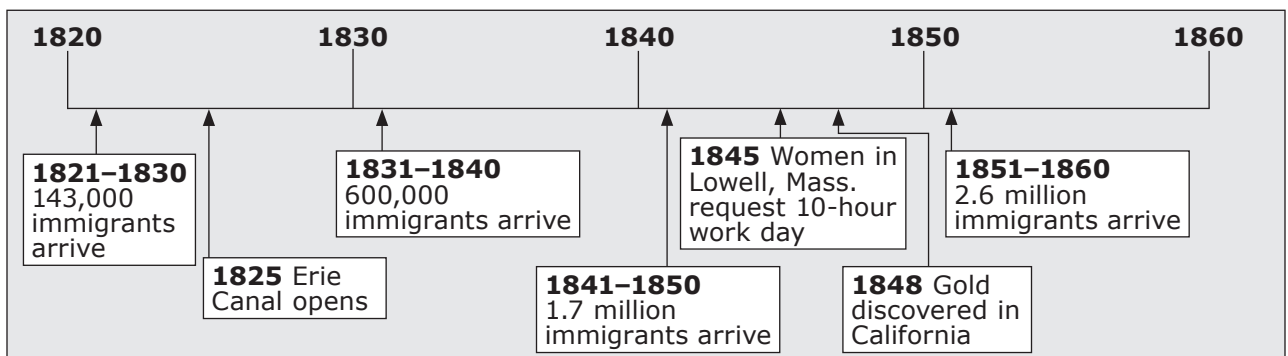 1820 1830 1840 1850 1860
1821–1830
143,000
immigrants
arrive
1825 Erie
Canal opens
1831–1840
600,000
immigrants arrive
1841–1850
1.7 million
immigrants arrive
1845 Women in
Lowell, Mass.
request 10-hour
work day
1848 Gold
discovered in
California
1851–1860
2.6 million
immigrants arrive